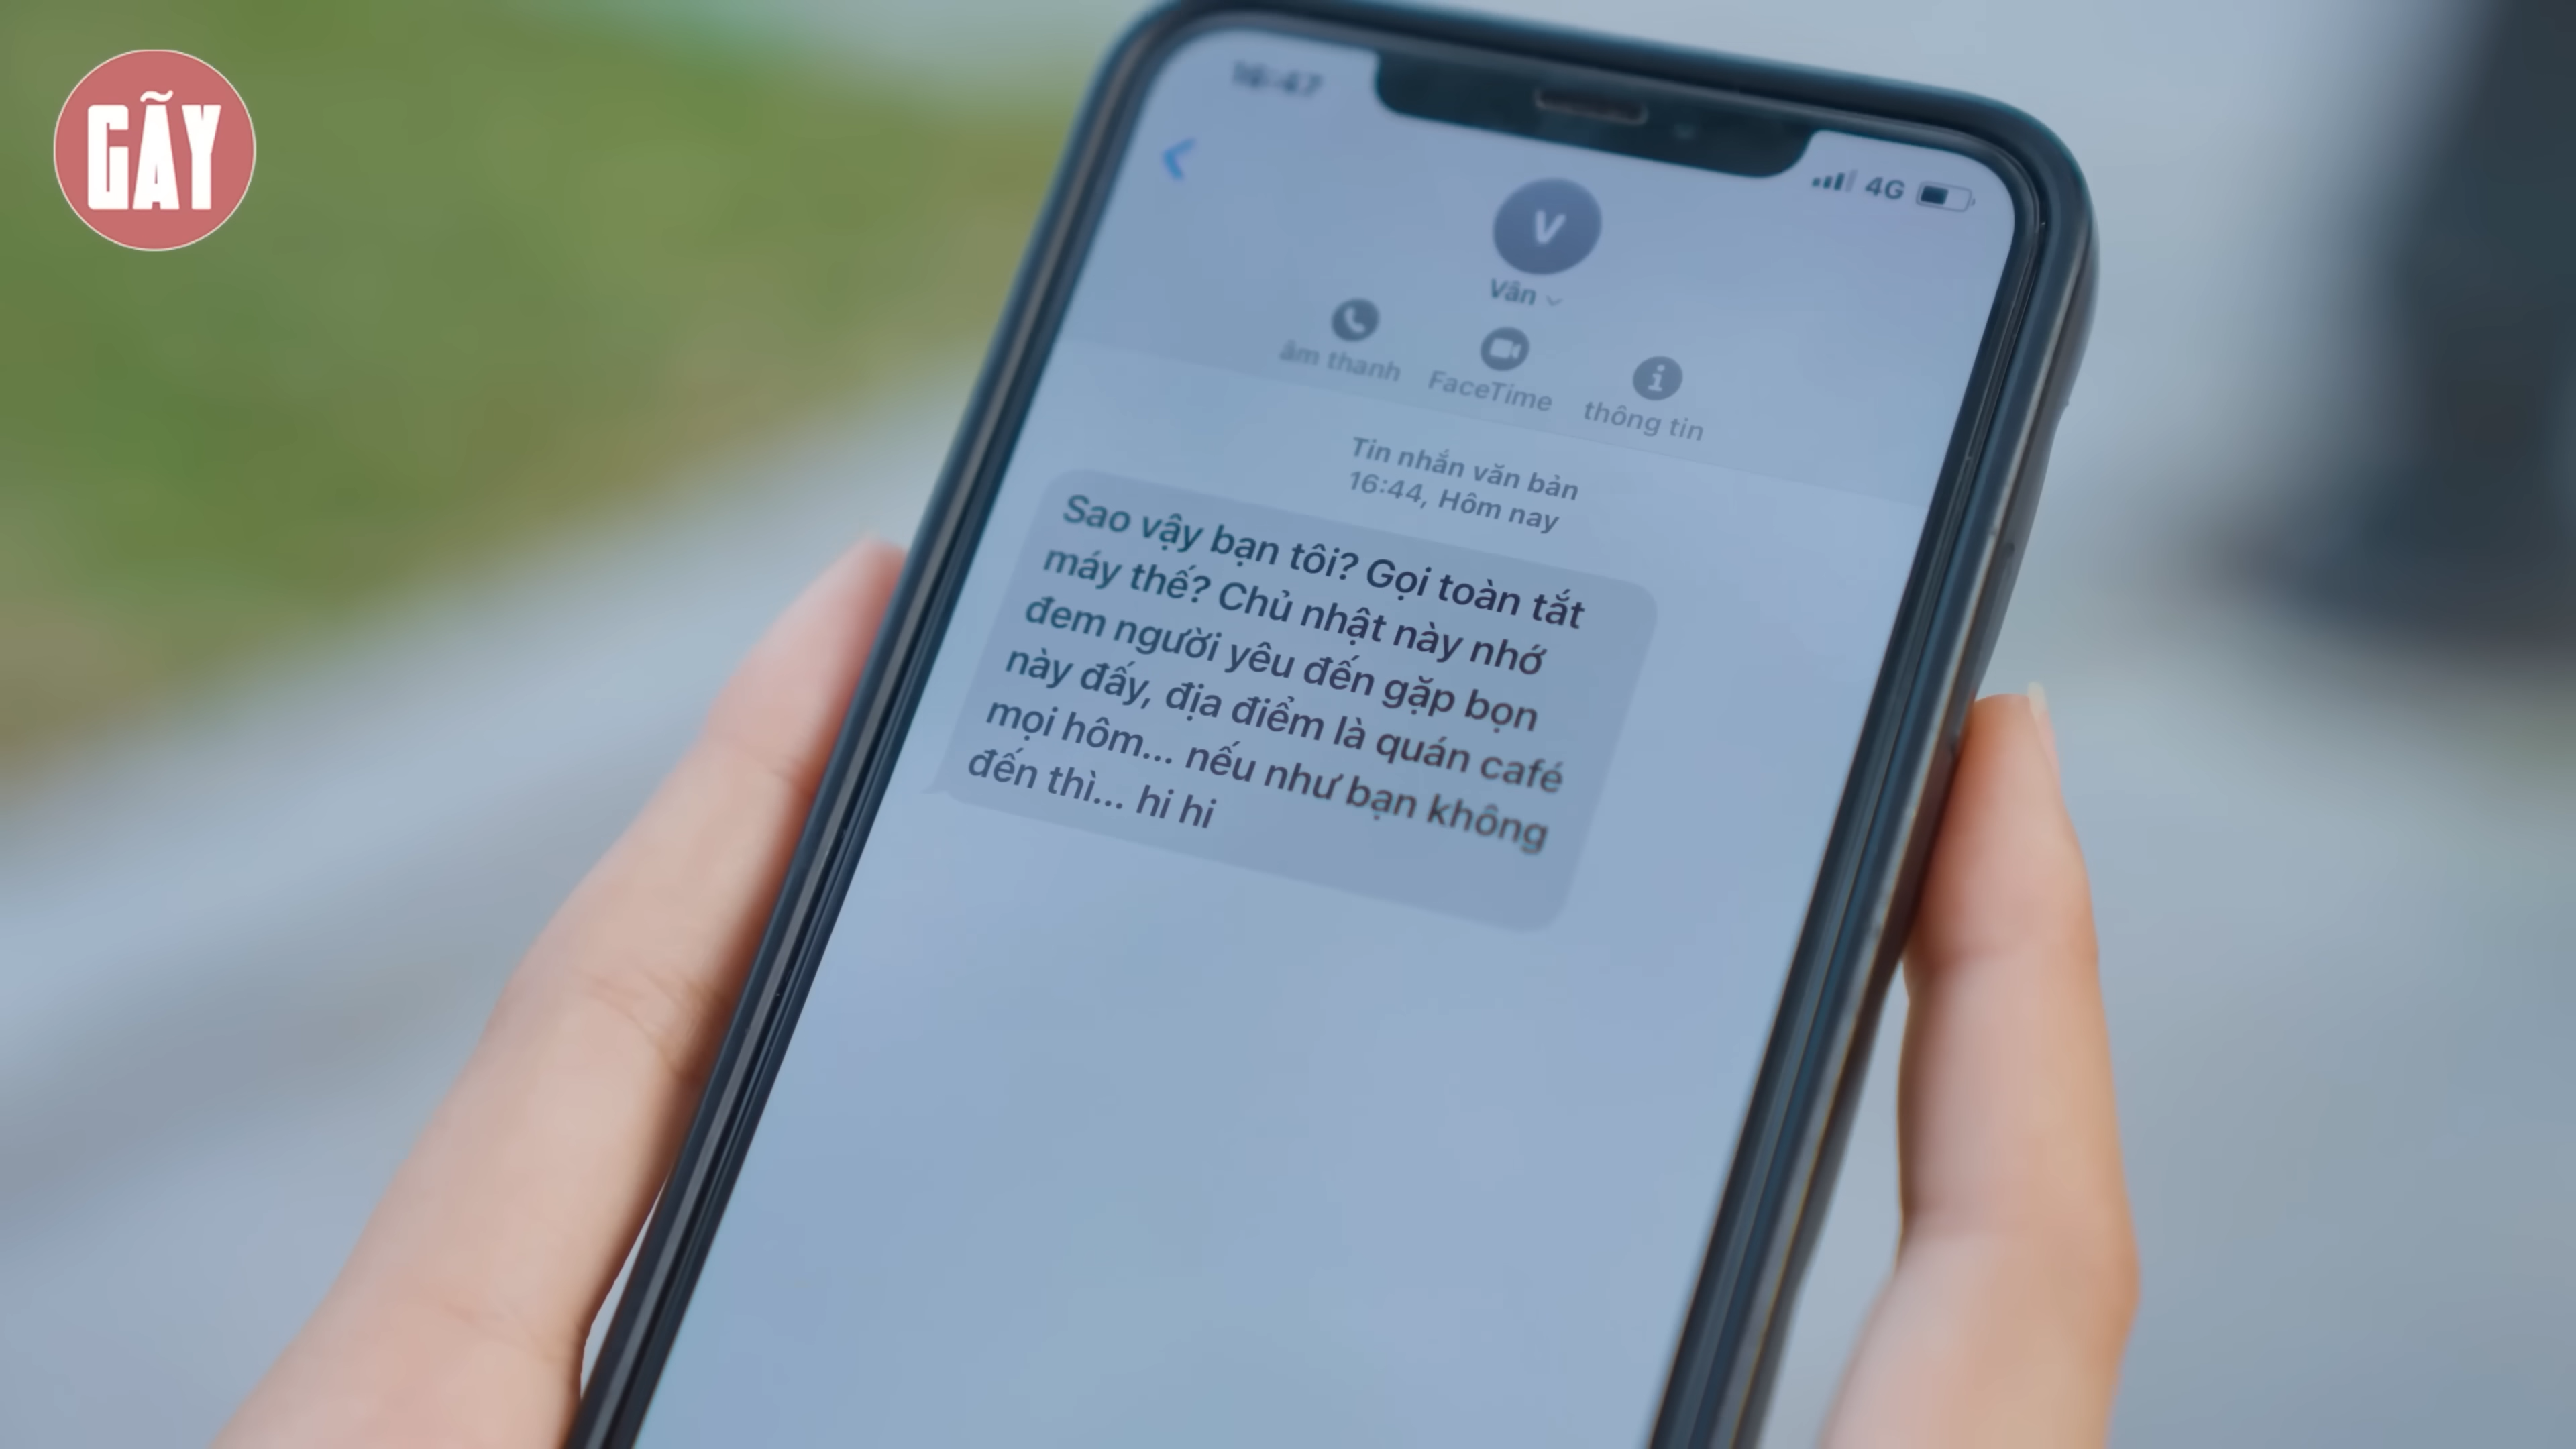 GÃY
16:47
4G
V
Vân
âm thanh
FaceTime
thông tin
Tin nhắn văn bản
16:44, Hôm nay
Sao vậy bạn tôi? Gọi toàn tắt
máy thế? Chủ nhật này nhớ
đem người yêu đến gặp bọn
này đấy, địa điểm là quán café
mọi hôm... nếu như bạn không
đến thì... hi hi